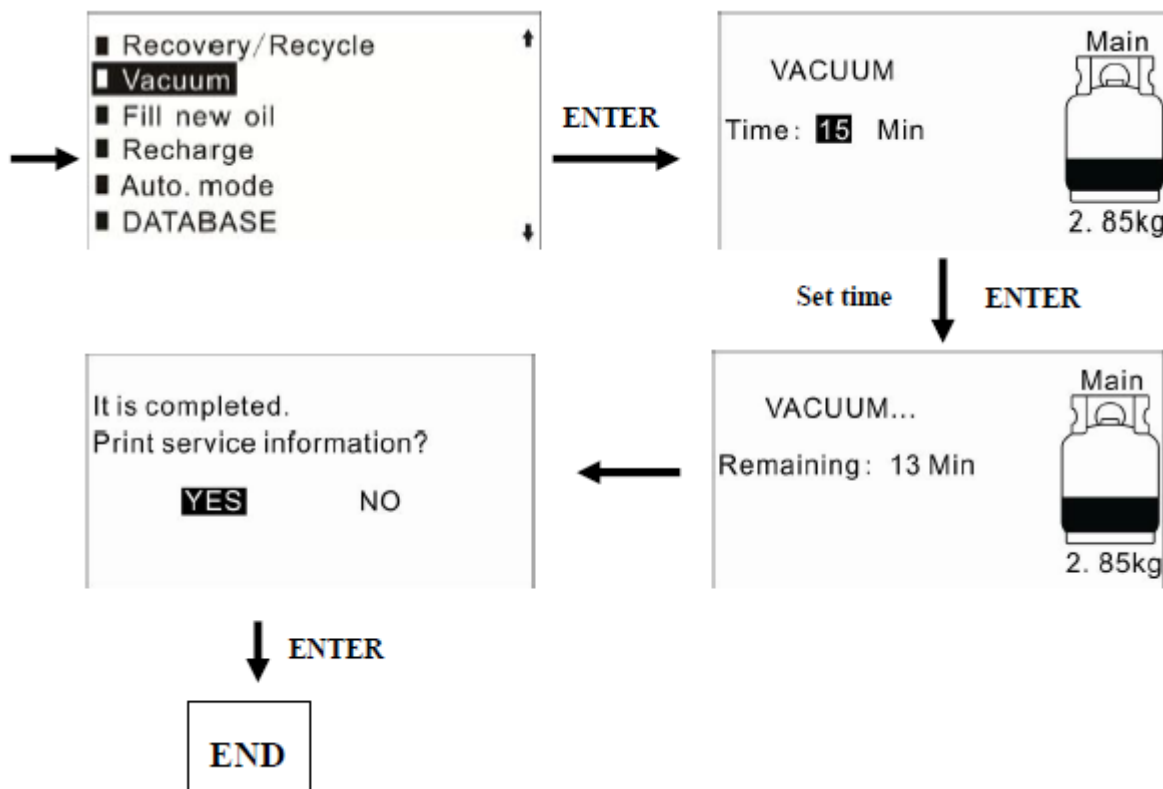 Recovery/Recycle
Vacuum
Fill new oil
Recharge
Auto. mode
DATABASE
ENTER
VACUUM
Time: 15 Min
Main
2. 85kg
Set time
ENTER
VACUUM...
Remaining: 13 Min
Main
2. 85kg
It is completed.
Print service information?
YES NO
ENTER
END